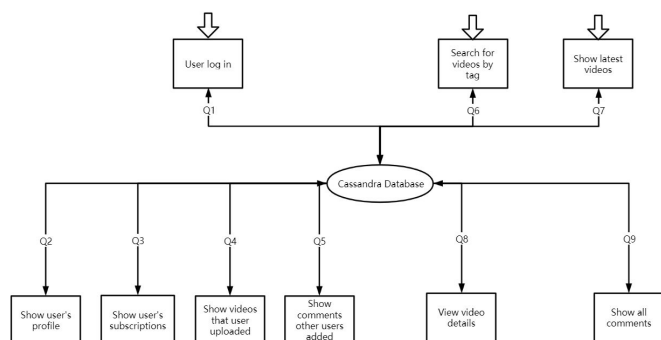 User log in
Search for
videos by
tag
Show latest
videos
Q1
Q6
Q7
Cassandra Database
Q2
Q3
Q4
Q5
Q8
Q9
Show user's
profile
Show user's
subscriptions
Show videos
that user
uploaded
Show
comments
other users
added
View video
details
Show all
comments